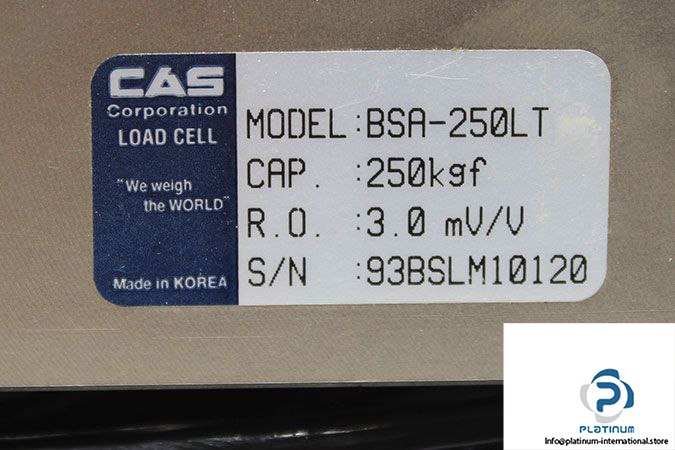 CAS
Corporation
LOAD CELL
"We weigh
the WORLD"
Made in KOREA
MODEL : BSA-250LT
CAP. : 250kgf
R.O. : 3.0 mV/V
S/N : 93BSLM10120
PLATINUM
Info@platinum-international.store